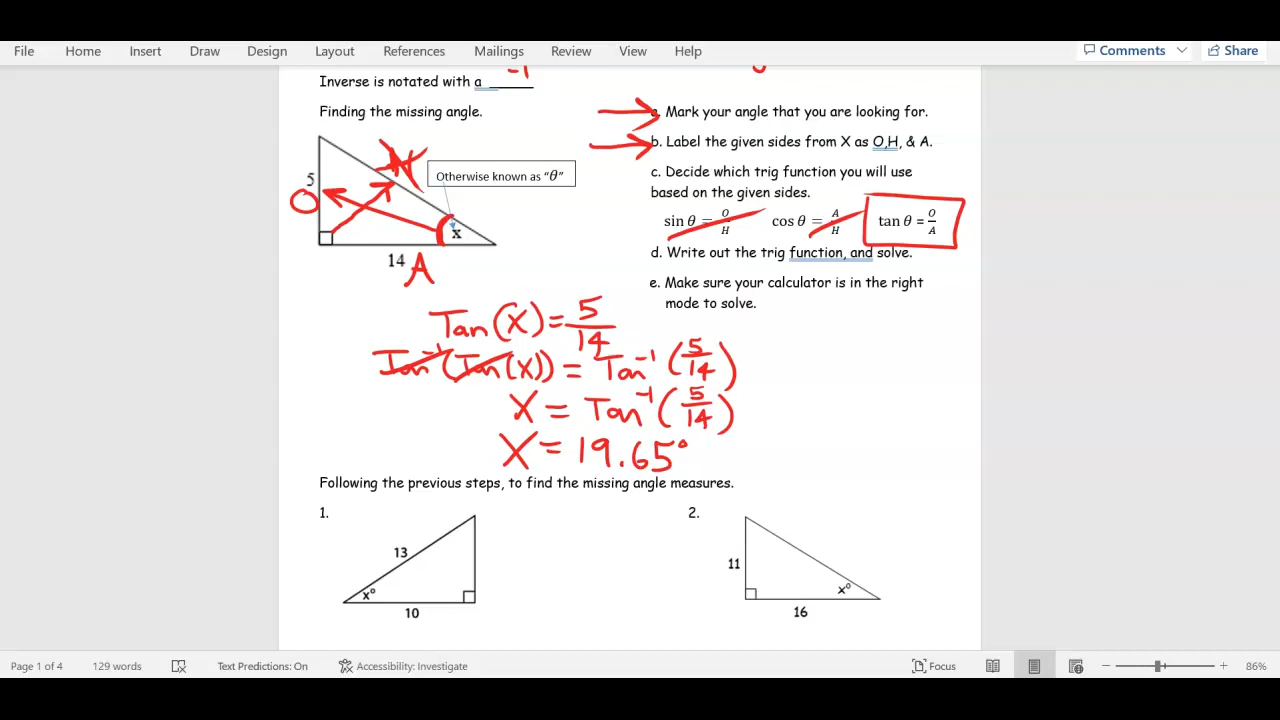 File Home Insert Draw Design Layout References Mailings Review View Help Comments Share
Inverse is notated with a -1
Finding the missing angle.
a. Mark your angle that you are looking for.
b. Label the given sides from X as O,H, & A.
c. Decide which trig function you will use
based on the given sides.
sin θ = O/H cos θ = A/H tan θ = O/A
d. Write out the trig function, and solve.
e. Make sure your calculator is in the right
mode to solve.
5
O
H
Otherwise known as "θ"
x
14 A
Tan(x) = 5/14
Tan⁻¹(Tan(x)) = Tan⁻¹(5/14)
X = Tan⁻¹(5/14)
X = 19.65°
Following the previous steps, to find the missing angle measures.
1.
13
x°
10
2.
11
x°
16
Page 1 of 4 129 words Text Predictions: On Accessibility: Investigate Focus 86%